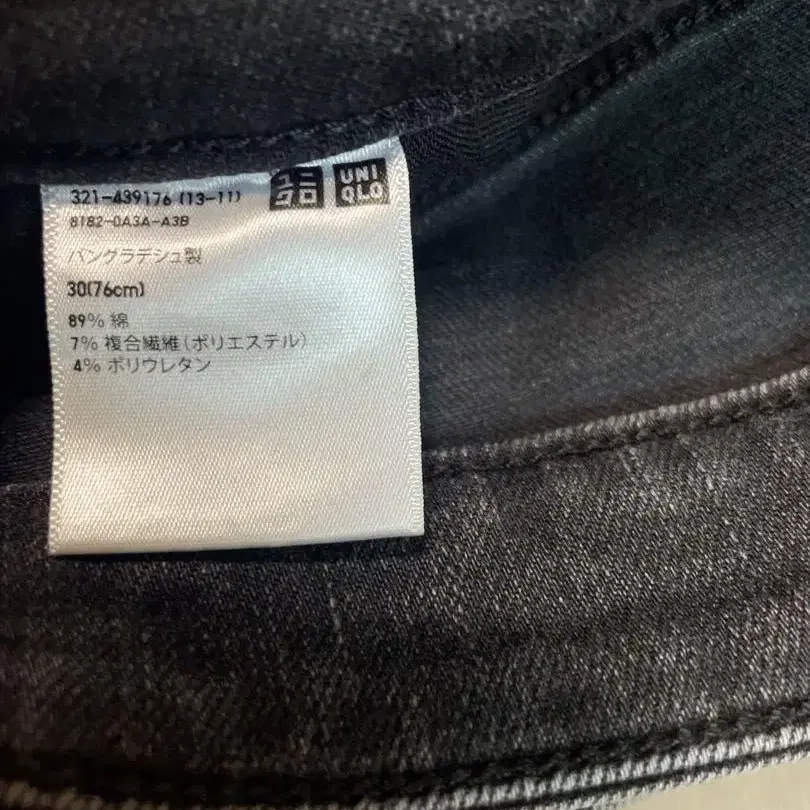 321-439176 (13-11)
ユニ
クロ
UNI
QLO
8182-0A3A-A3B
バングラデシュ製
30(76cm)
89% 綿
7% 複合繊維(ポリエステル)
4% ポリウレタン